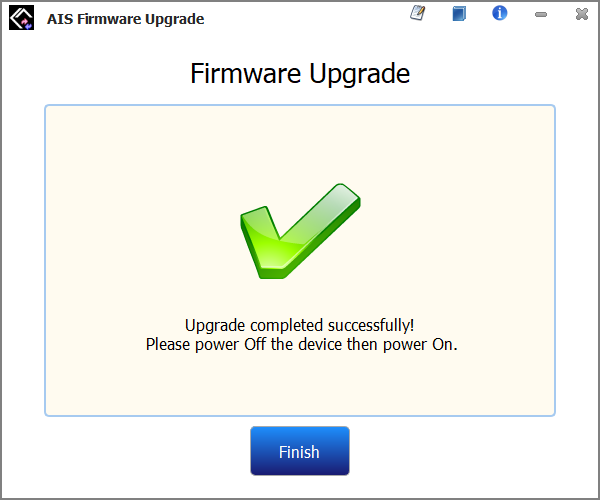 AIS Firmware Upgrade
Firmware Upgrade
Upgrade completed successfully!
Please power Off the device then power On.
Finish